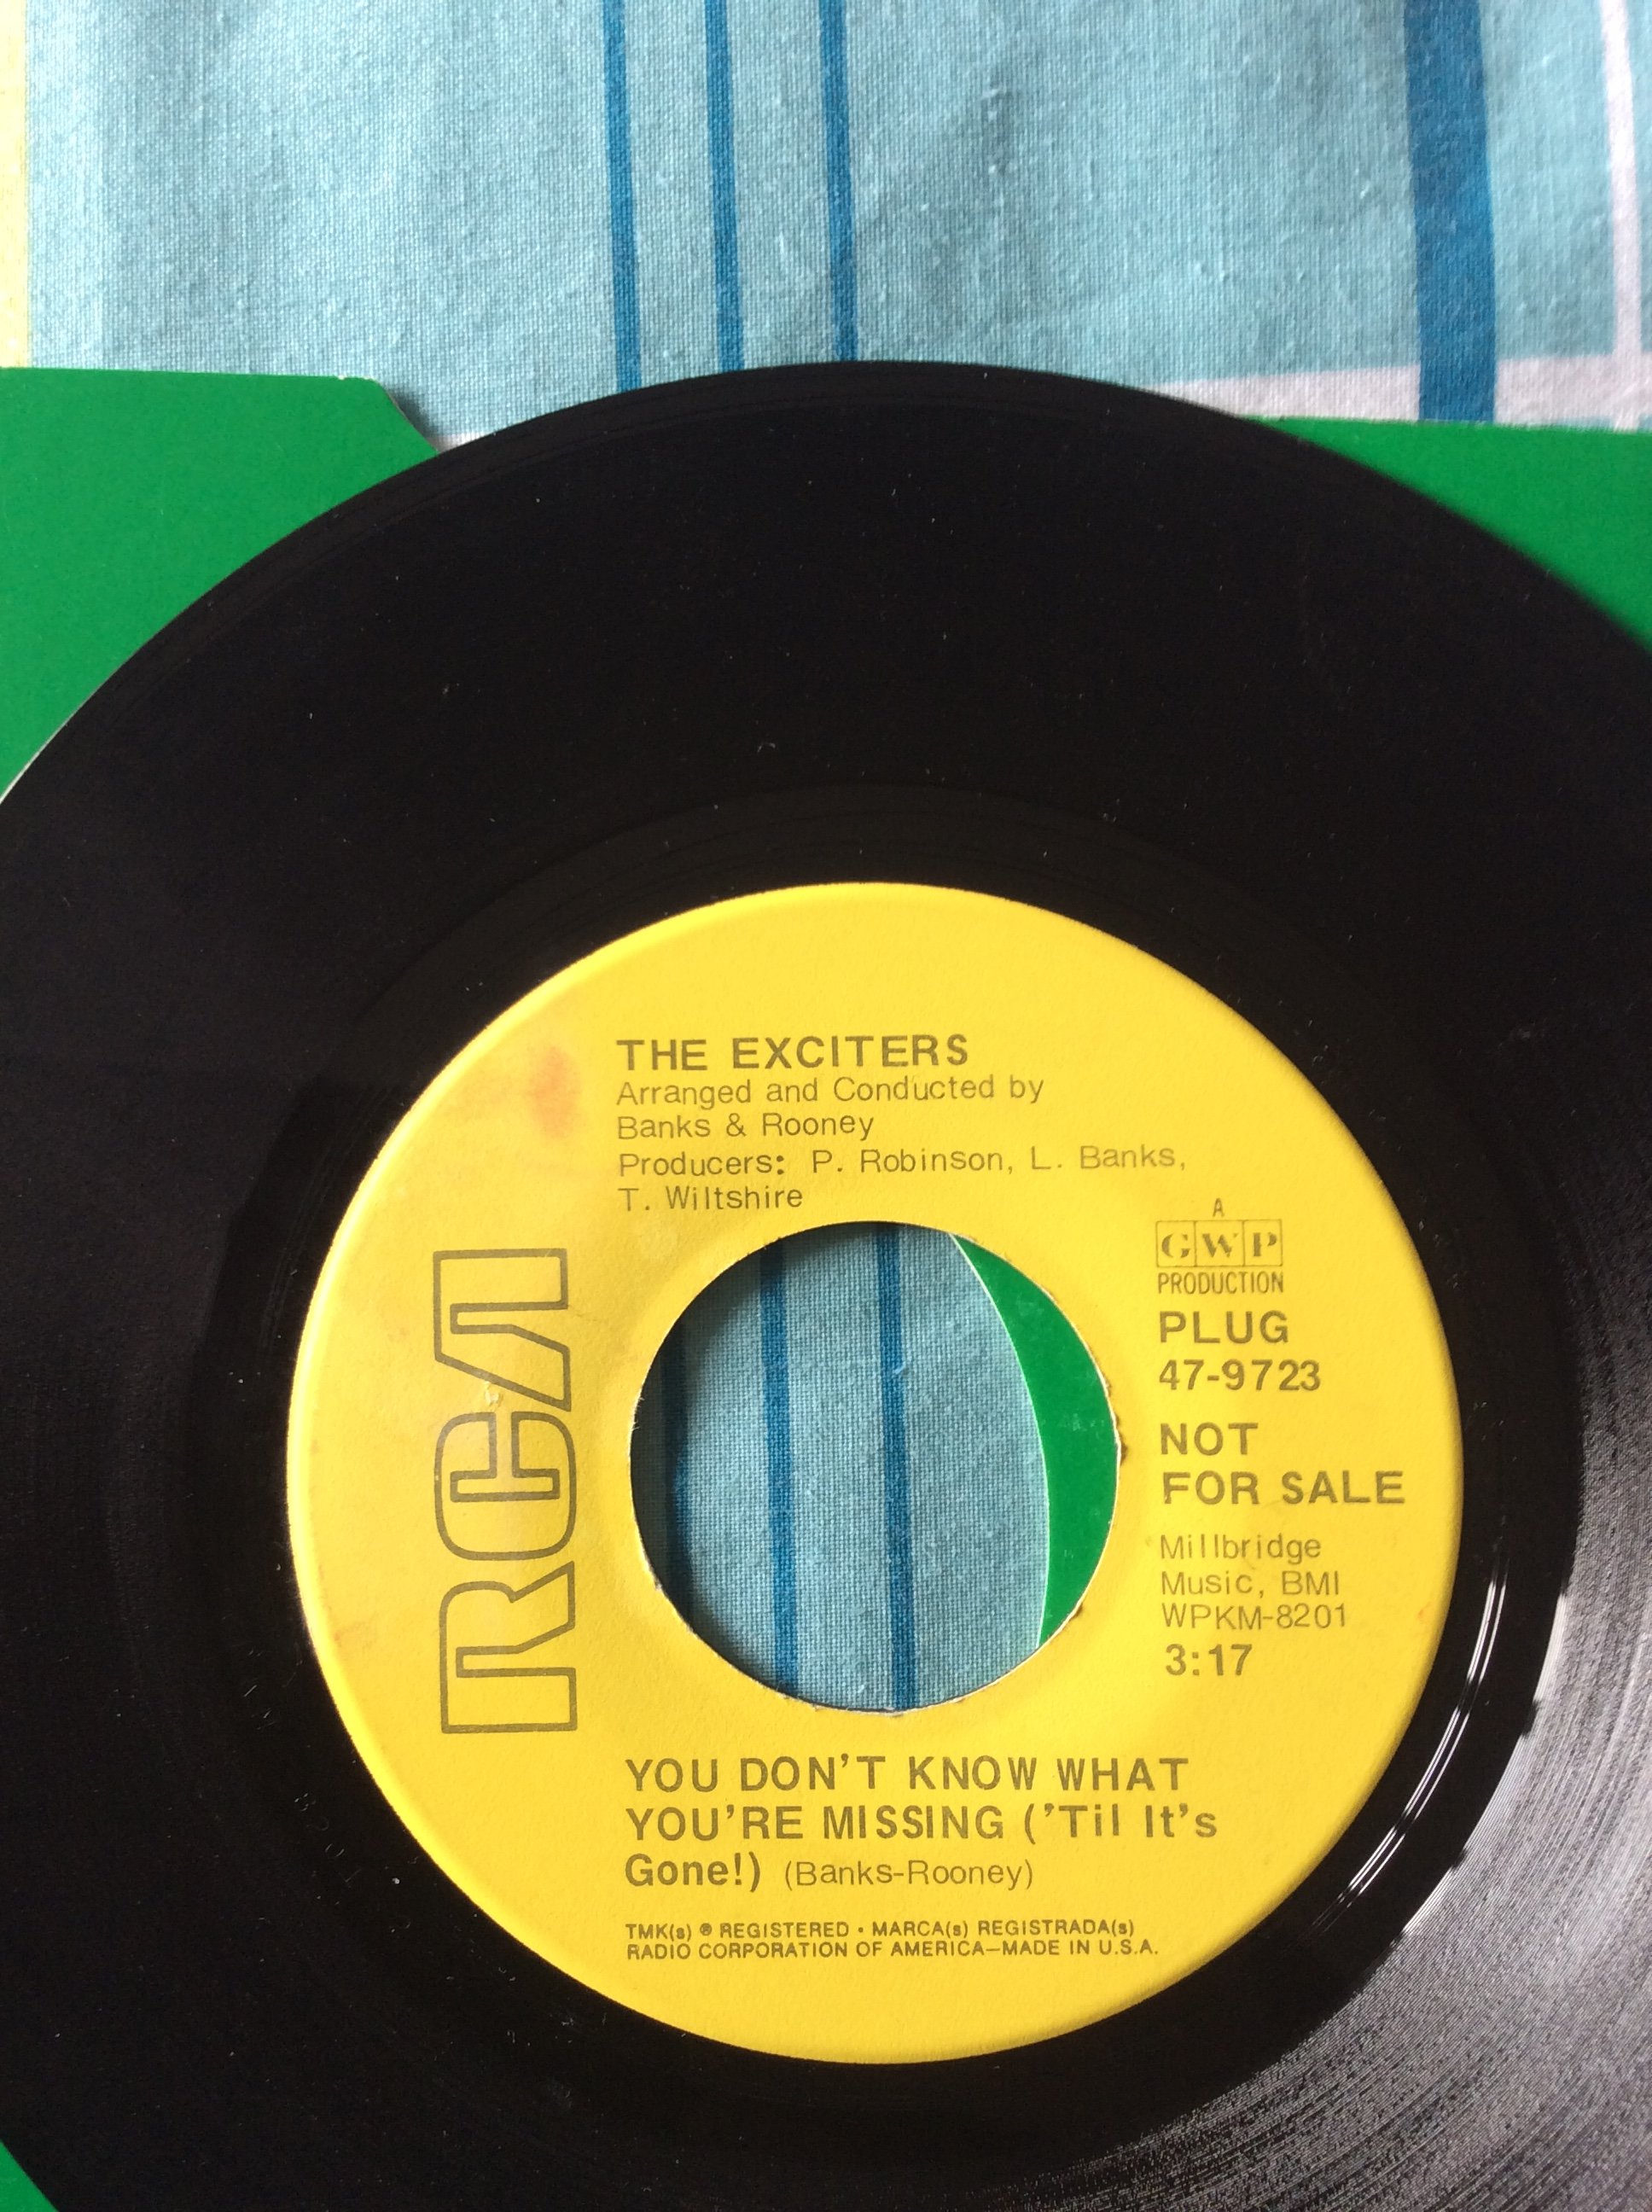 THE EXCITERS
Arranged and Conducted by
Banks & Rooney
Producers: P. Robinson, L. Banks,
T. Wiltshire
RCA
A
GWP
PRODUCTION
PLUG
47-9723
NOT
FOR SALE
Millbridge
Music, BMI
WPKM-8201
3:17
YOU DON'T KNOW WHAT
YOU'RE MISSING ('Til It's
Gone!) (Banks-Rooney)
TMK(s) ® REGISTERED • MARCA(s) REGISTRADA(s)
RADIO CORPORATION OF AMERICA—MADE IN U.S.A.